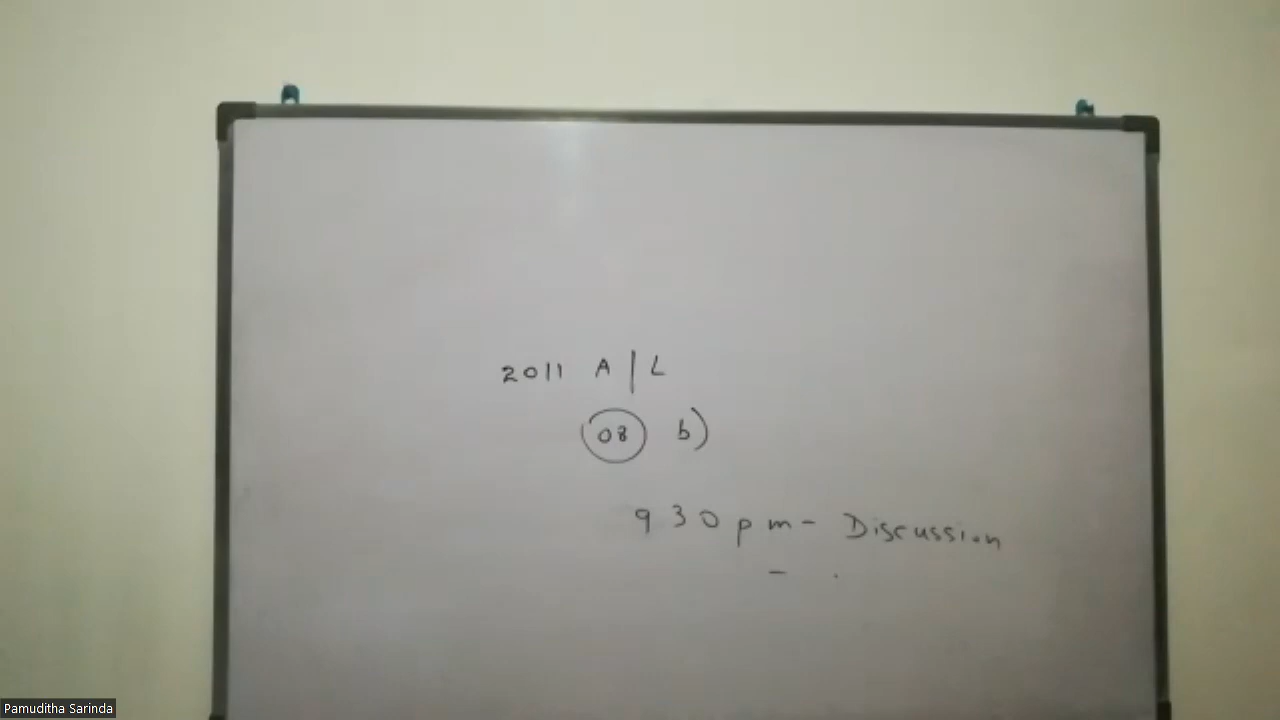 2011 A|L
08 b)
930 pm - Discussion
- .
Pamuditha Sarinda